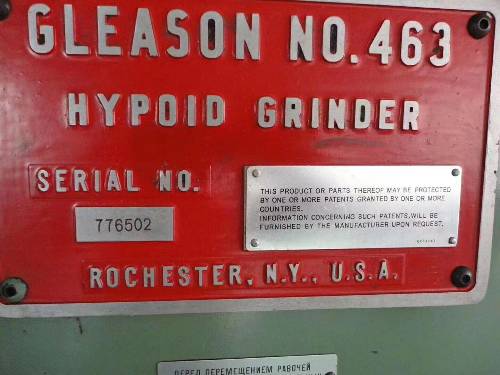 GLEASON NO. 463
HYPOID GRINDER
SERIAL NO.
776502
THIS PRODUCT OR PARTS THEREOF MAY BE PROTECTED
BY ONE OR MORE PATENTS GRANTED BY ONE OR MORE
COUNTRIES.
INFORMATION CONCERNING SUCH PATENTS, WILL BE
FURNISHED BY THE MANUFACTURER UPON REQUEST.
ROCHESTER, N.Y., U.S.A.
ПЕРЕД ПЕРЕМЕЩЕНИЕМ РАБОЧЕЙ